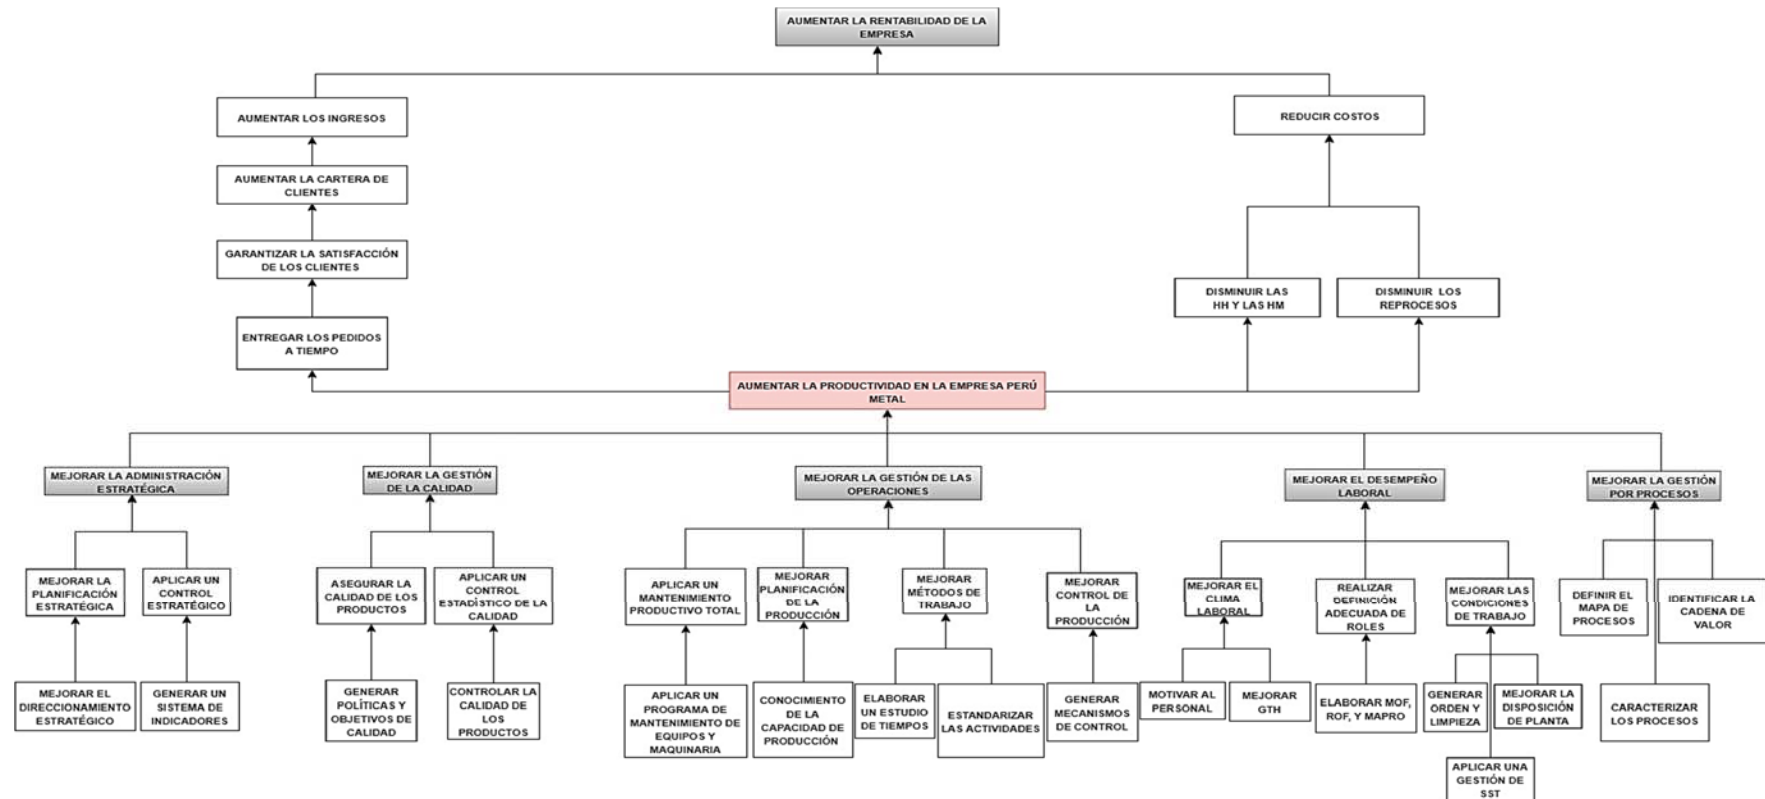 AUMENTAR LA RENTABILIDAD DE LA
EMPRESA
AUMENTAR LOS INGRESOS
REDUCIR COSTOS
AUMENTAR LA CARTERA DE
CLIENTES
GARANTIZAR LA SATISFACCIÓN
DE LOS CLIENTES
DISMINUIR LAS
HH Y LAS HM
DISMINUIR LOS
REPROCESOS
ENTREGAR LOS PEDIDOS
A TIEMPO
AUMENTAR LA PRODUCTIVIDAD EN LA EMPRESA PERÚ
METAL
MEJORAR LA ADMINISTRACIÓN
ESTRATÉGICA
MEJORAR LA GESTIÓN
DE LA CALIDAD
MEJORAR LA GESTIÓN DE LAS
OPERACIONES
MEJORAR EL DESEMPEÑO
LABORAL
MEJORAR LA GESTIÓN
POR PROCESOS
MEJORAR LA
PLANIFICACIÓN
ESTRATÉGICA
APLICAR UN
CONTROL
ESTRATÉGICO
ASEGURAR LA
CALIDAD DE LOS
PRODUCTOS
APLICAR UN
CONTROL
ESTADÌSTICO DE LA
CALIDAD
APLICAR UN
MANTENIMIENTO
PRODUCTIVO TOTAL
MEJORAR
PLANIFICACIÓN
DE LA
PRODUCCIÓN
MEJORAR
MÉTODOS DE
TRABAJO
MEJORAR
CONTROL DE
LA
PRODUCCIÓN
MEJORAR EL
CLIMA
LABORAL
REALIZAR
DEFINICIÓN
ADECUADA DE
ROLES
MEJORAR LAS
CONDICIONES
DE TRABAJO
DEFINIR EL
MAPA DE
PROCESOS
IDENTIFICAR LA
CADENA DE
VALOR
MEJORAR EL
DIRECCIONAMIENTO
ESTRATÉGICO
GENERAR UN
SISTEMA DE
INDICADORES
GENERAR
POLÍTICAS Y
OBJETIVOS DE
CALIDAD
CONTROLAR LA
CALIDAD DE
LOS
PRODUCTOS
APLICAR UN
PROGRAMA DE
MANTENIMIENTO DE
EQUIPOS Y
MAQUINARIA
CONOCIMIENTO
DE LA
CAPACIDAD DE
PRODUCCIÓN
ELABORAR
UN ESTUDIO
DE TIEMPOS
ESTANDARIZAR
LAS ACTIVIDADES
GENERAR
MECANISMOS
DE CONTROL
MOTIVAR AL
PERSONAL
MEJORAR
GTH
ELABORAR MOF,
ROF, Y MAPRO
GENERAR
ORDEN Y
LIMPIEZA
MEJORAR LA
DISPOSICIÓN
DE PLANTA
CARACTERIZAR
LOS PROCESOS
APLICAR UNA
GESTIÓN DE
SST